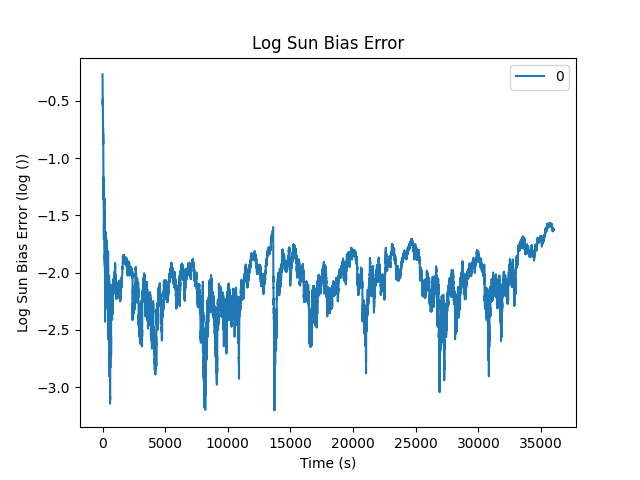 Log Sun Bias Error
0
Log Sun Bias Error (log ())
−0.5
−1.0
−1.5
−2.0
−2.5
−3.0
0 5000 10000 15000 20000 25000 30000 35000
Time (s)